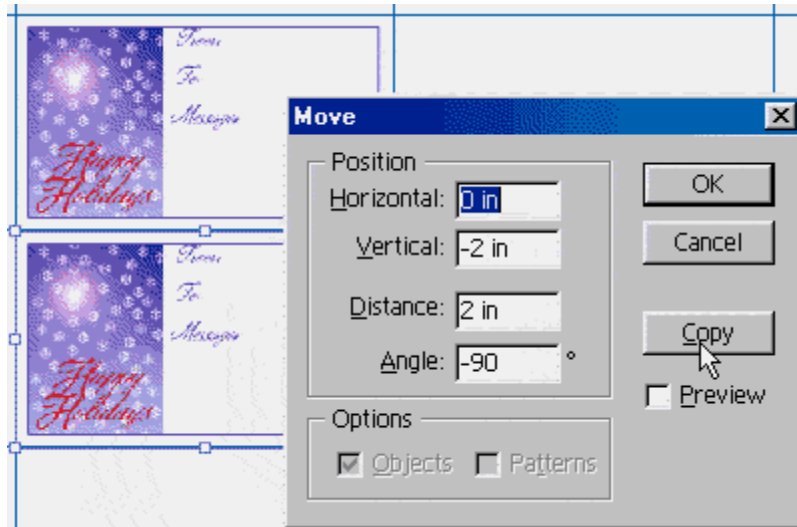 From
To
Message
Happy
Holidays
From
To
Message
Happy
Holidays
Move
Position
Horizontal: 0 in
Vertical: -2 in
Distance: 2 in
Angle: -90 °
OK
Cancel
Copy
Preview
Options
Objects Patterns